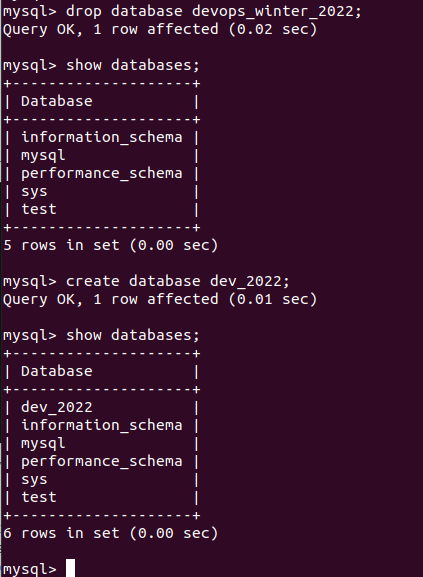 mysql> drop database devops_winter_2022;
Query OK, 1 row affected (0.02 sec)
mysql> show databases;
+--------------------+
| Database           |
+--------------------+
| information_schema |
| mysql              |
| performance_schema |
| sys                |
| test               |
+--------------------+
5 rows in set (0.00 sec)
mysql> create database dev_2022;
Query OK, 1 row affected (0.01 sec)
mysql> show databases;
+--------------------+
| Database           |
+--------------------+
| dev_2022           |
| information_schema |
| mysql              |
| performance_schema |
| sys                |
| test               |
+--------------------+
6 rows in set (0.00 sec)
mysql>